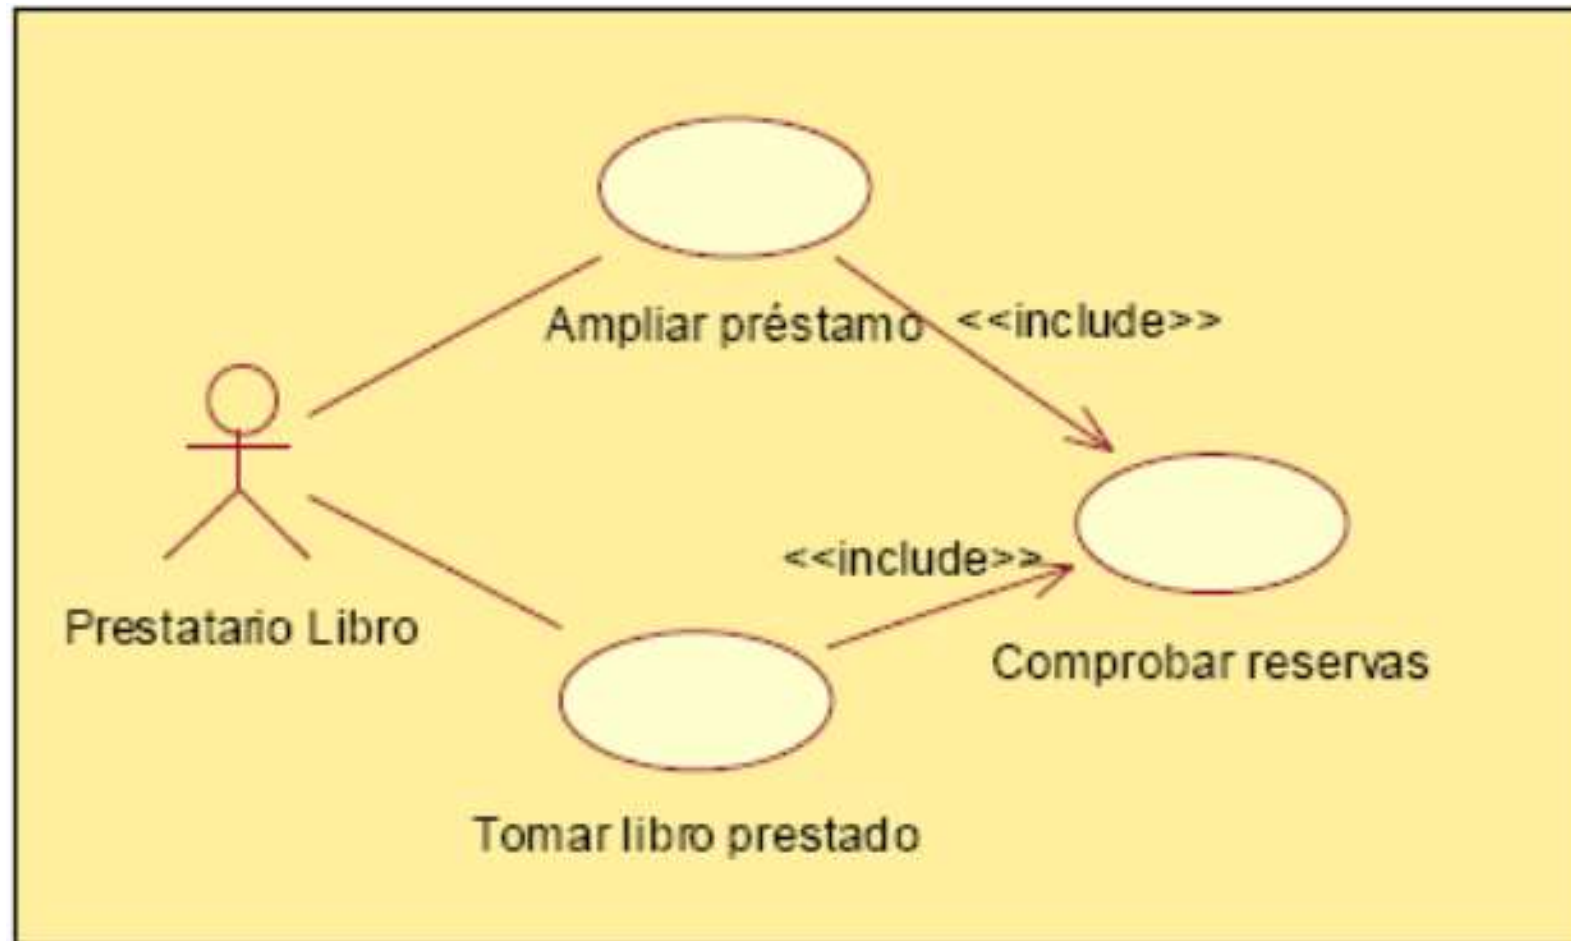 Ampliar préstamo
<<include>>
<<include>>
Prestatario Libro
Comprobar reservas
Tomar libro prestado